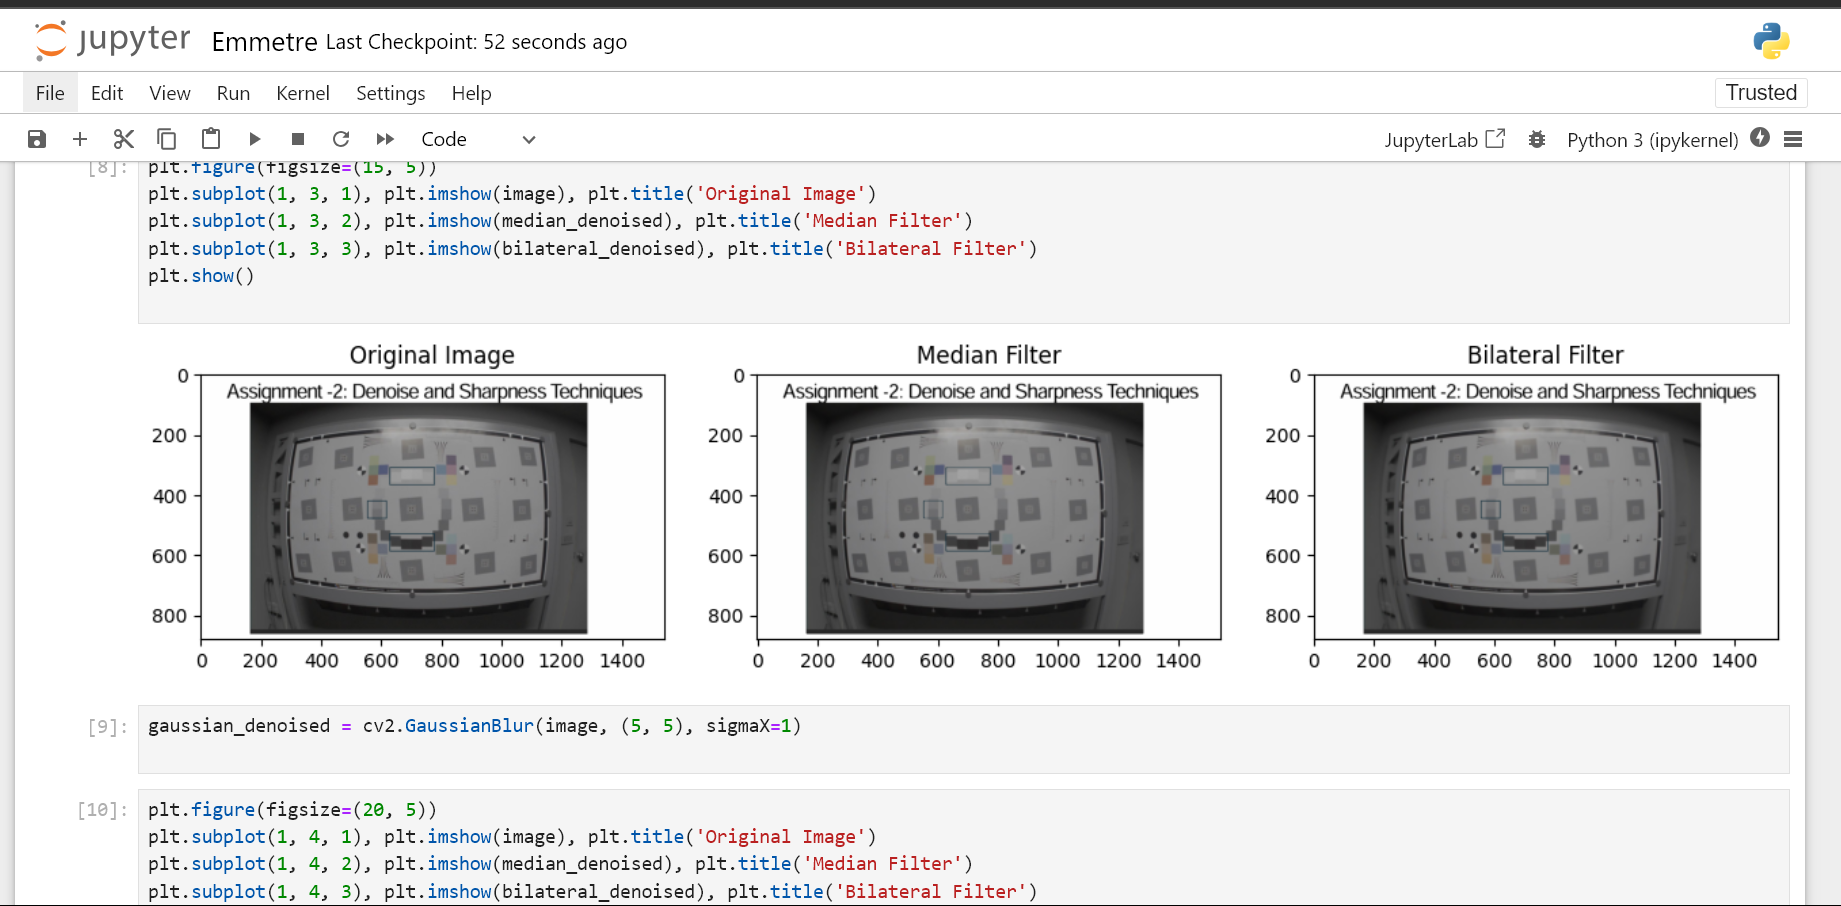 jupyter Emmetre Last Checkpoint: 52 seconds ago
File Edit View Run Kernel Settings Help Trusted
Code JupyterLab Python 3 (ipykernel)
[8]: plt.figure(figsize=(15, 5))
plt.subplot(1, 3, 1), plt.imshow(image), plt.title('Original Image')
plt.subplot(1, 3, 2), plt.imshow(median_denoised), plt.title('Median Filter')
plt.subplot(1, 3, 3), plt.imshow(bilateral_denoised), plt.title('Bilateral Filter')
plt.show()
Original Image Median Filter Bilateral Filter
0 0 0
Assignment -2: Denoise and Sharpness Techniques Assignment -2: Denoise and Sharpness Techniques Assignment -2: Denoise and Sharpness Techniques
200 200 200
400 400 400
600 600 600
800 800 800
0 200 400 600 800 1000 1200 1400 0 200 400 600 800 1000 1200 1400 0 200 400 600 800 1000 1200 1400
[9]: gaussian_denoised = cv2.GaussianBlur(image, (5, 5), sigmaX=1)
[10]: plt.figure(figsize=(20, 5))
plt.subplot(1, 4, 1), plt.imshow(image), plt.title('Original Image')
plt.subplot(1, 4, 2), plt.imshow(median_denoised), plt.title('Median Filter')
plt.subplot(1, 4, 3), plt.imshow(bilateral_denoised), plt.title('Bilateral Filter')